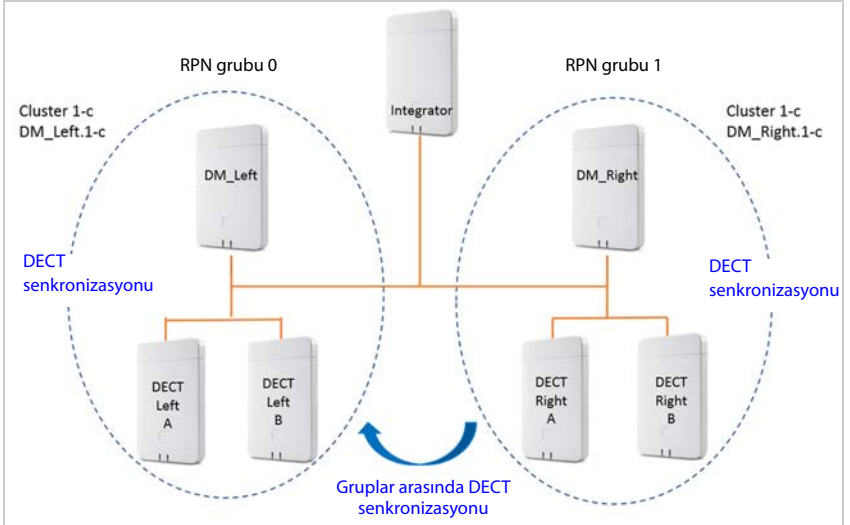 RPN grubu 0
RPN grubu 1
Integrator
Cluster 1-c
DM_Left.1-c
Cluster 1-c
DM_Right.1-c
DM_Left
DM_Right
DECT
senkronizasyonu
DECT
senkronizasyonu
DECT
Left
A
DECT
Left
B
DECT
Right
A
DECT
Right
B
Gruplar arasında DECT
senkronizasyonu